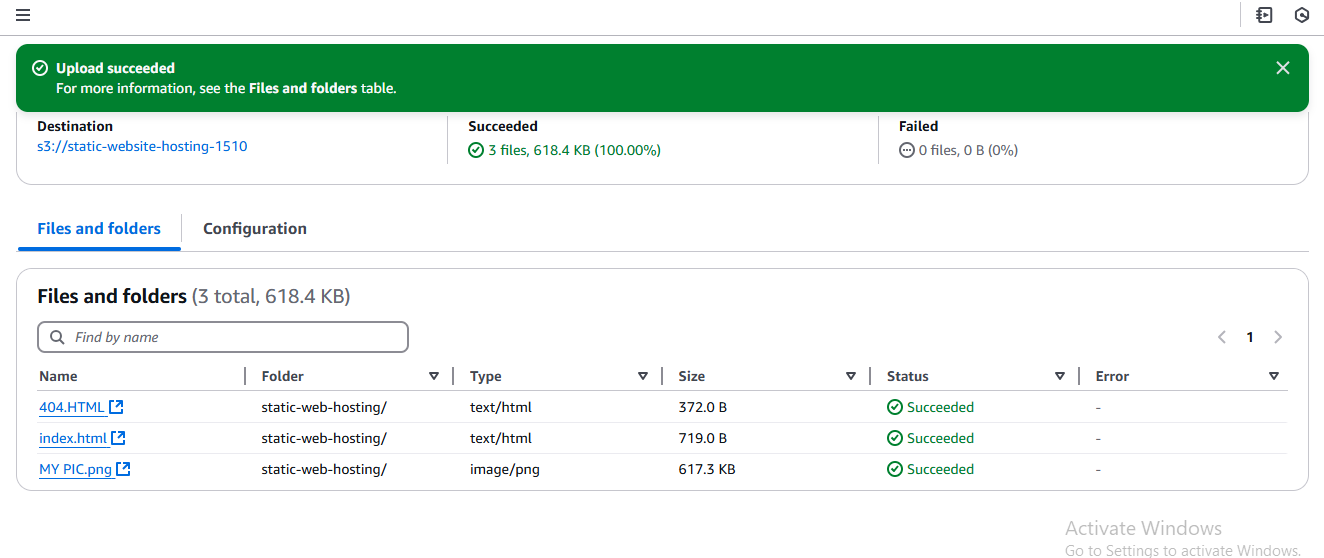 Upload succeeded
For more information, see the Files and folders table.
Destination Succeeded Failed
s3://static-website-hosting-1510 3 files, 618.4 KB (100.00%) 0 files, 0 B (0%)
Files and folders Configuration
Files and folders (3 total, 618.4 KB)
Find by name 1
Name Folder Type Size Status Error
404.HTML static-web-hosting/ text/html 372.0 B Succeeded -
index.html static-web-hosting/ text/html 719.0 B Succeeded -
MY PIC.png static-web-hosting/ image/png 617.3 KB Succeeded -
Activate Windows
Go to Settings to activate Windows.